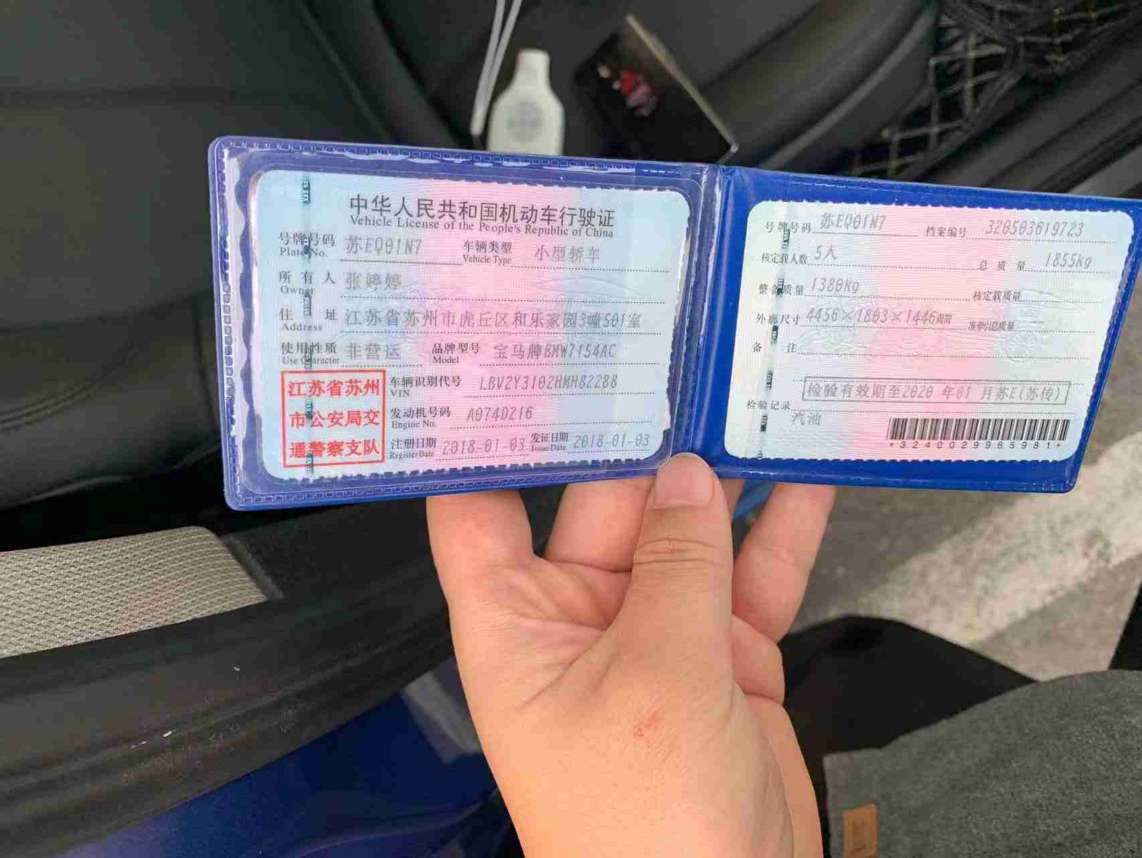 中华人民共和国机动车行驶证
Vehicle License of the People's Republic of China
号牌号码 苏EQ01N7 车辆类型 小型轿车
Plate No. Vehicle Type
所有人 张婷婷
Owner
住址 江苏省苏州市虎丘区和乐家园3幢501室
Address
使用性质 非营运 品牌型号 宝马牌BMW7154AC
Use Character Model
江苏省苏州
市公安局交
通警察支队
车辆识别代号 LBV2Y3102HMH82288
VIN
发动机号码 A0740216
Engine No.
注册日期 2018-01-03 发证日期 2018-01-03
Register Date Issue Date
号牌号码 苏EQ01N7 档案编号 320503619723
核定载人数 5人 总质量 1855kg
整备质量 1380kg 核定载质量
外廓尺寸 4456×1803×1446mm 准牵引总质量 --
备注
检验有效期至2020年01月苏E(苏传)
检验记录
汽油
*3240029985981*